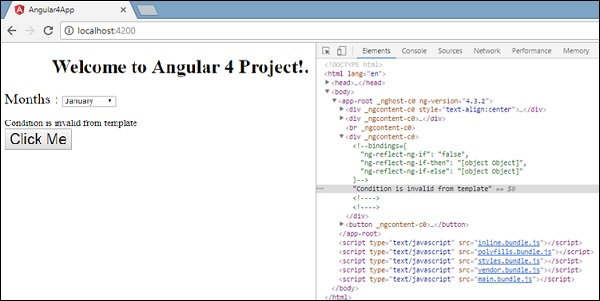 Angular4App
localhost:4200
Welcome to Angular 4 Project!.
Months : January
Condition is invalid from template
Click Me
Elements Console Sources Network Performance
<!DOCTYPE html>
<html lang="en">
<head>…</head>
<body>
<app-root _nghost-c0 ng-version="4.3.2">
<div _ngcontent-c0 style="text-align:center">…</div>
<div _ngcontent-c0>…</div>
<br _ngcontent-c0>
<div _ngcontent-c0>
<!--bindings={
"ng-reflect-ng-if": "false",
"ng-reflect-ng-if-then": "[object Object]",
"ng-reflect-ng-if-else": "[object Object]"
}-->
… "Condition is invalid from template" == $0
<!---->
<!---->
</div>
<button _ngcontent-c0>…</button>
</app-root>
<script type="text/javascript" src="inline.bundle.js"></script>
<script type="text/javascript" src="polyfills.bundle.js"></script>
<script type="text/javascript" src="styles.bundle.js"></script>
<script type="text/javascript" src="vendor.bundle.js"></script>
<script type="text/javascript" src="main.bundle.js"></script>
</body>
</html>